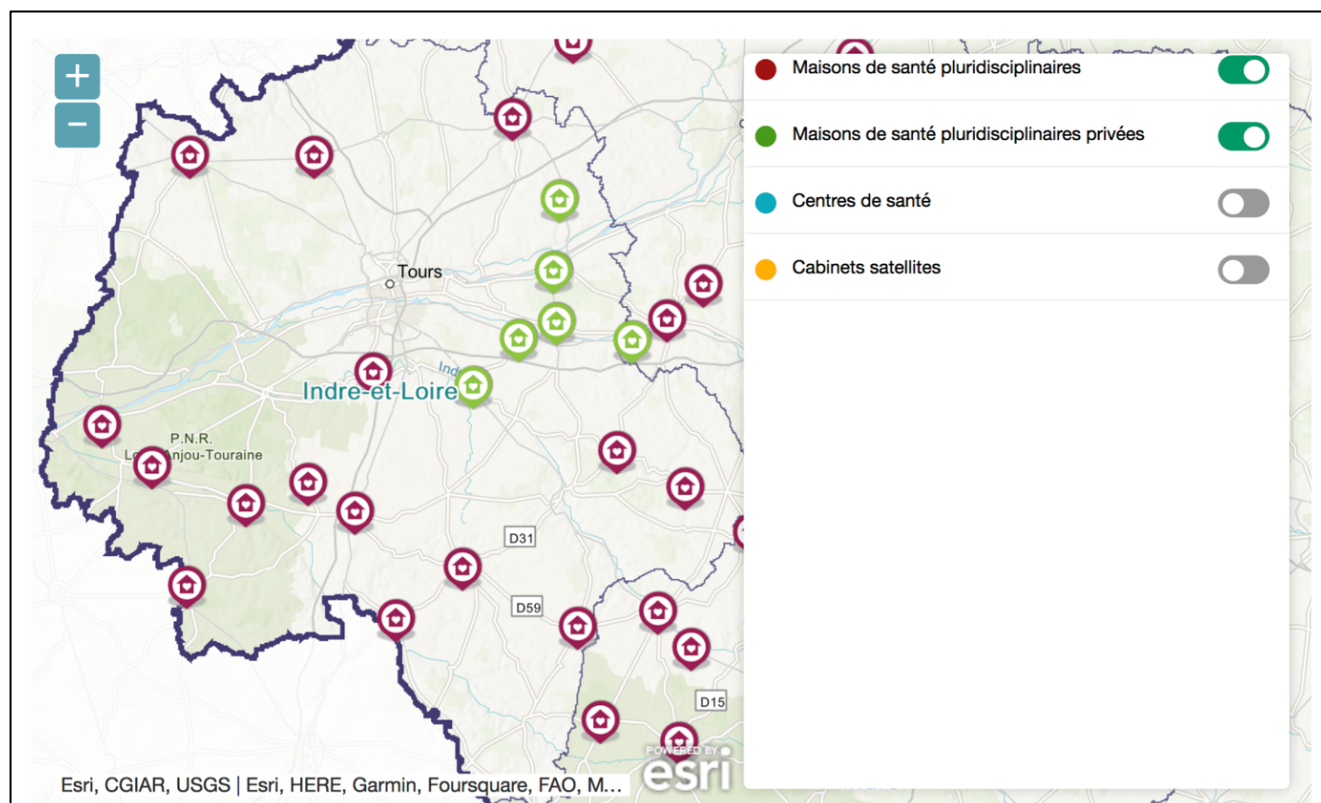 +
−
Maisons de santé pluridisciplinaires
Maisons de santé pluridisciplinaires privées
Centres de santé
Cabinets satellites
Tours
Indre-et-Loire
P.N.R.
Anjou-Touraine
D31
D59
D15
POWERED BY
esri
Esri, CGIAR, USGS | Esri, HERE, Garmin, Foursquare, FAO, M...